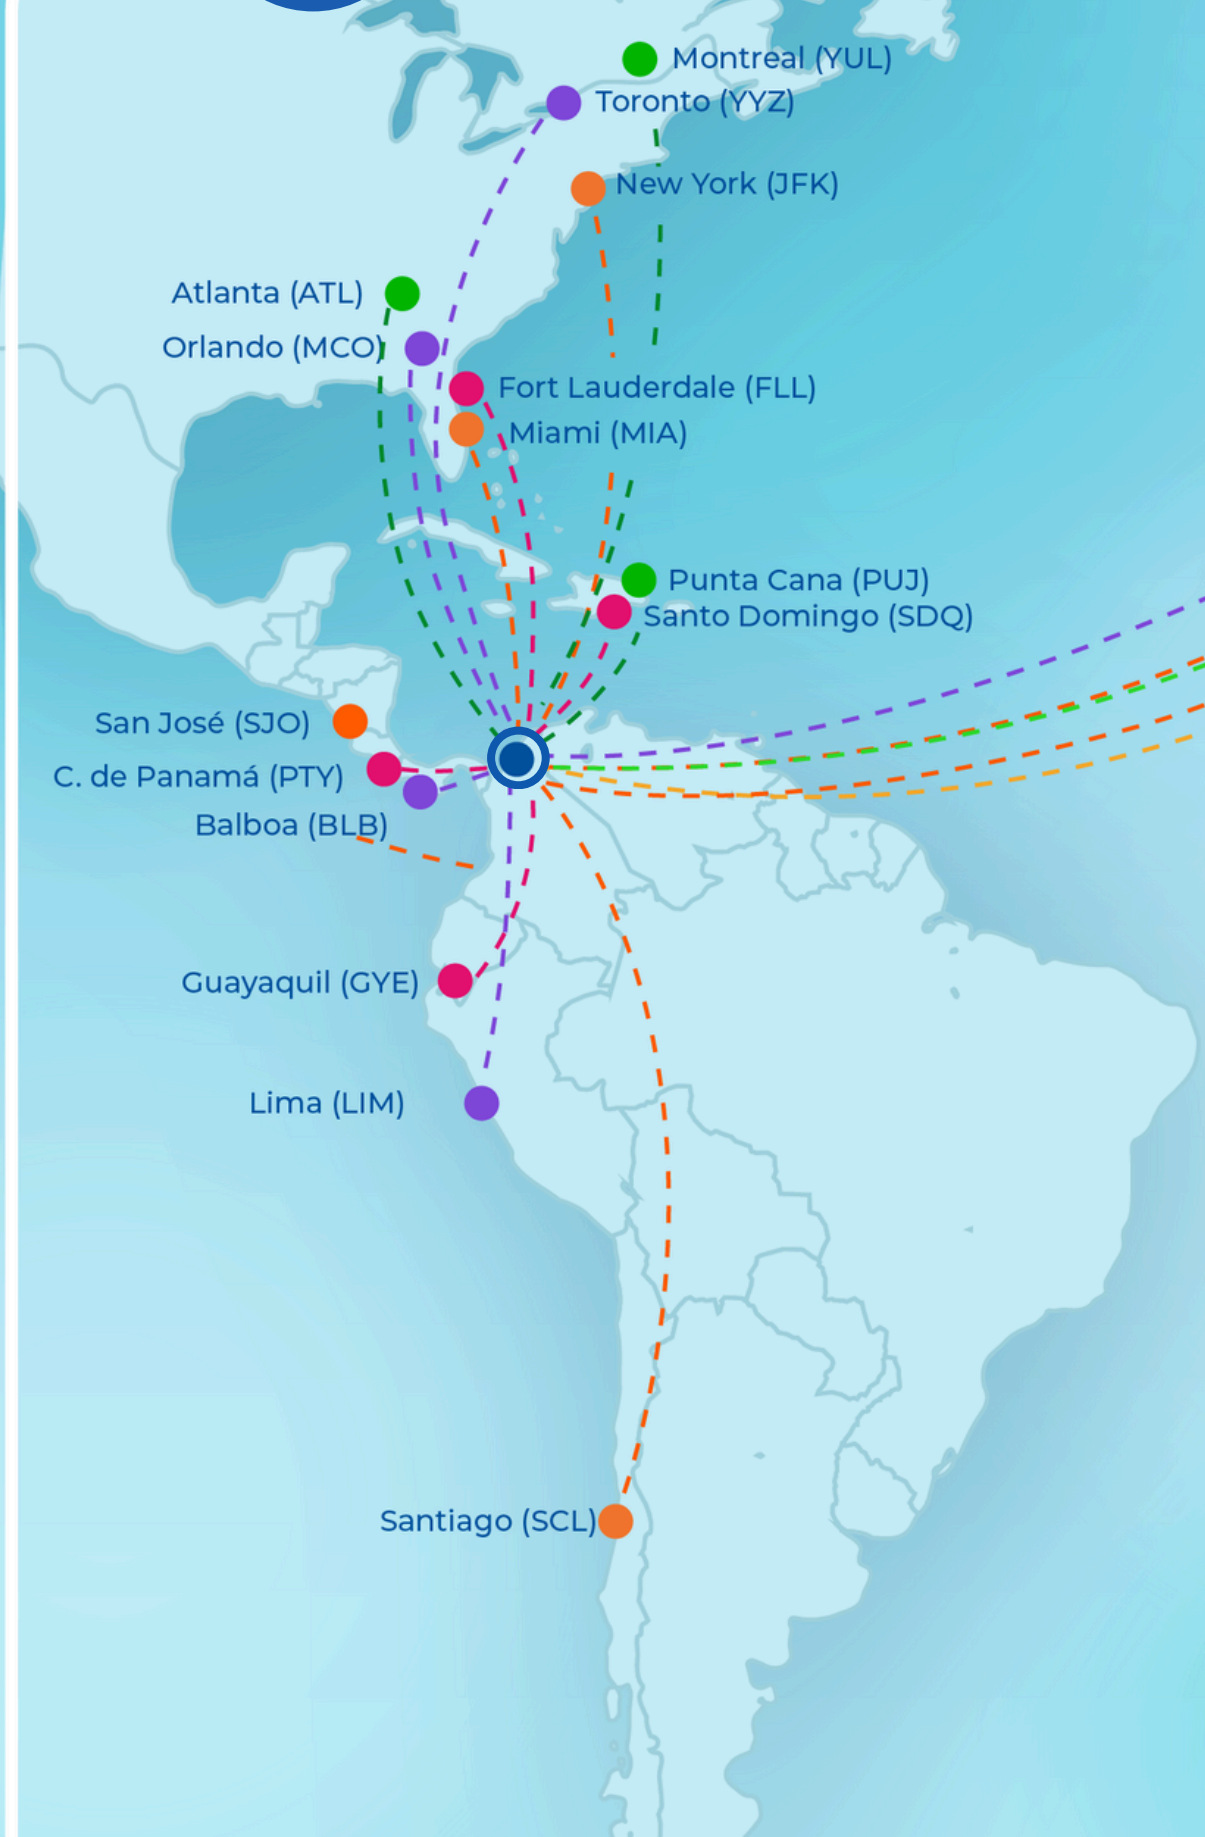 Montreal (YUL)
Toronto (YYZ)
New York (JFK)
Atlanta (ATL)
Orlando (MCO)
Fort Lauderdale (FLL)
Miami (MIA)
Punta Cana (PUJ)
Santo Domingo (SDQ)
San José (SJO)
C. de Panamá (PTY)
Balboa (BLB)
Guayaquil (GYE)
Lima (LIM)
Santiago (SCL)